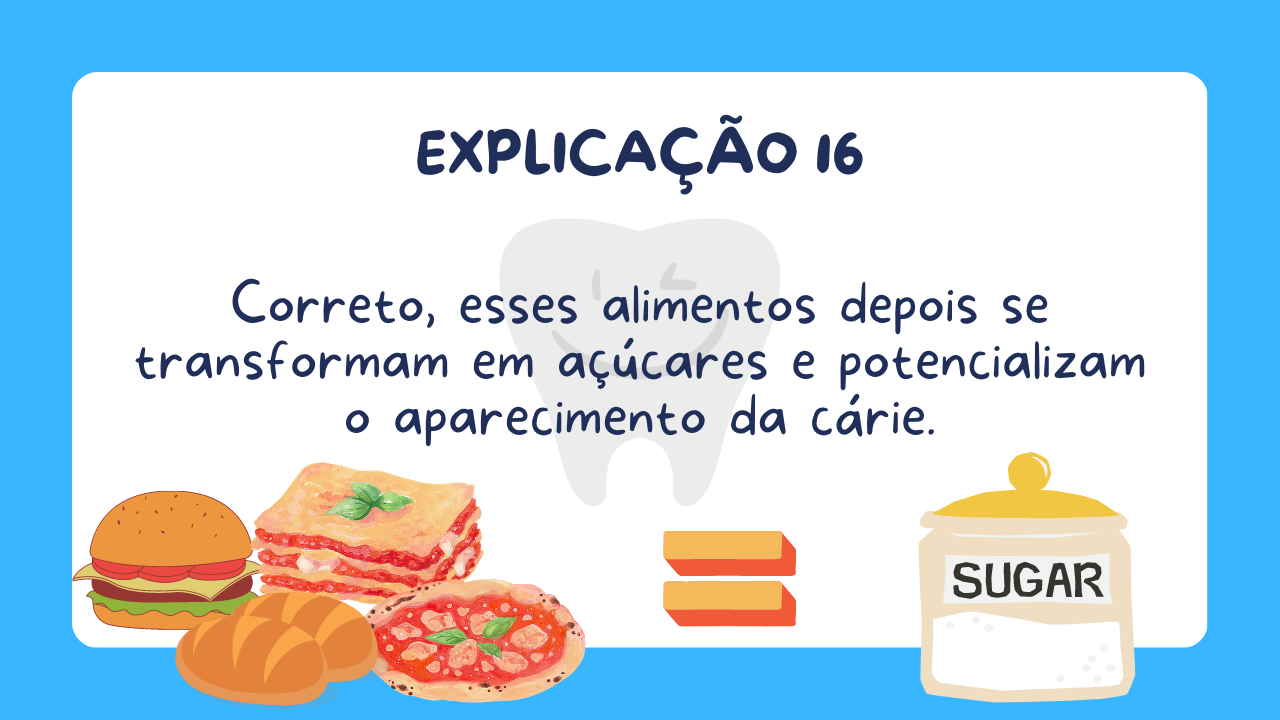 EXPLICAÇÃO 16
Correto, esses alimentos depois se
transformam em açúcares e potencializam
o aparecimento da cárie.
SUGAR